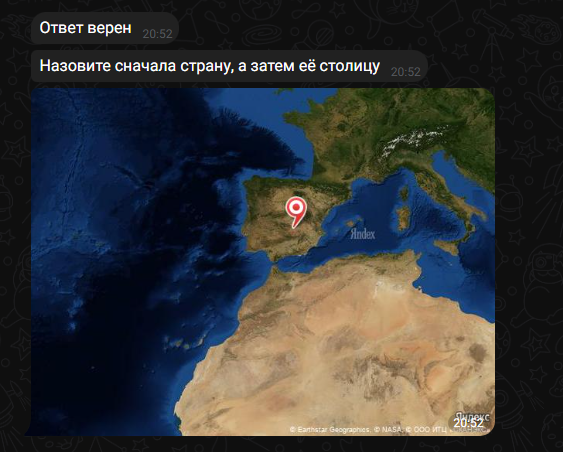 Ответ верен 20:52
Назовите сначала страну, а затем её столицу 20:52
Яndex
Яндекс
20:52
© Earthstar Geographics, © NASA, © ООО ИТЦ